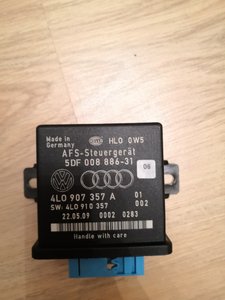 Made in
Germany
HLO 0W5
AFS-Steuergerät
5DF 008 886-31
06
4L0 907 357 A
01
SW: 4L0 910 357
002
22.05.09 0002 0283
Handle with care